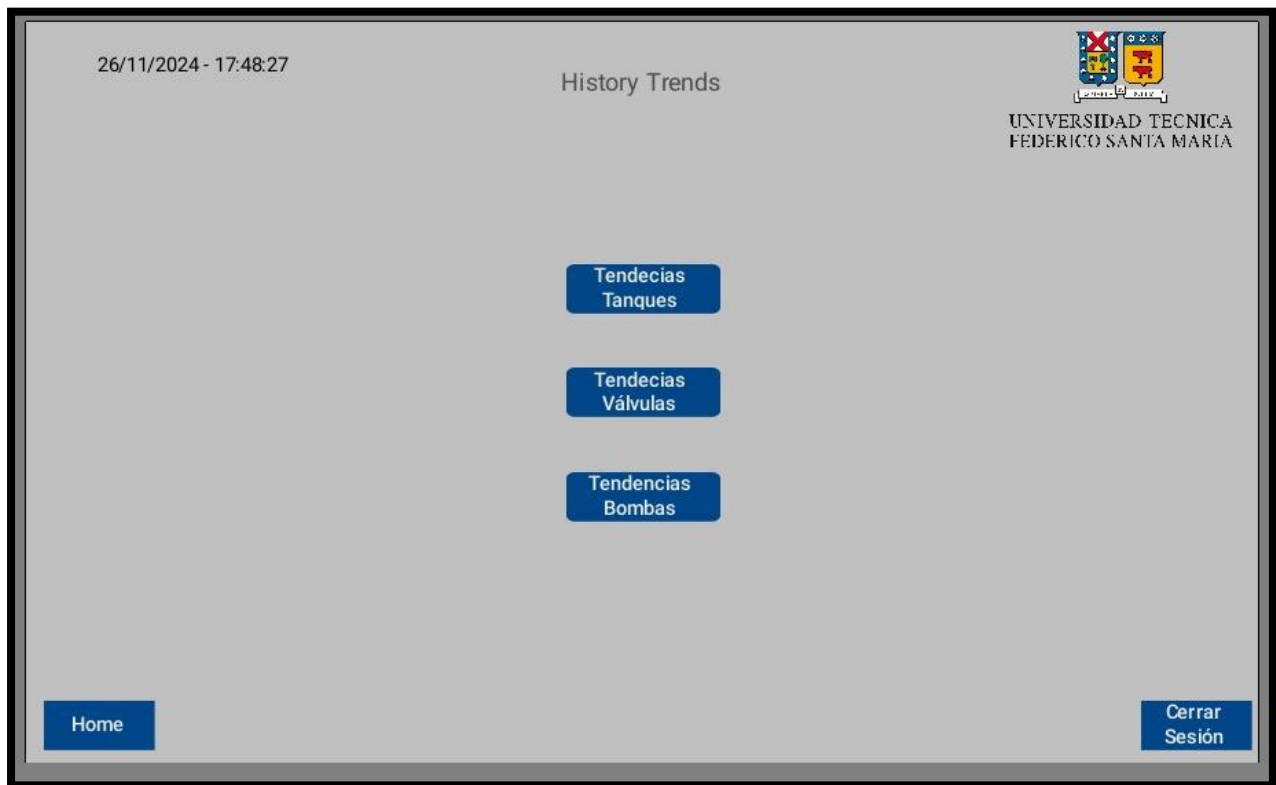 26/11/2024 - 17:48:27
History Trends
UNIVERSIDAD TECNICA
FEDERICO SANTA MARIA
Tendecias
Tanques
Tendecias
Válvulas
Tendencias
Bombas
Home
Cerrar
Sesión